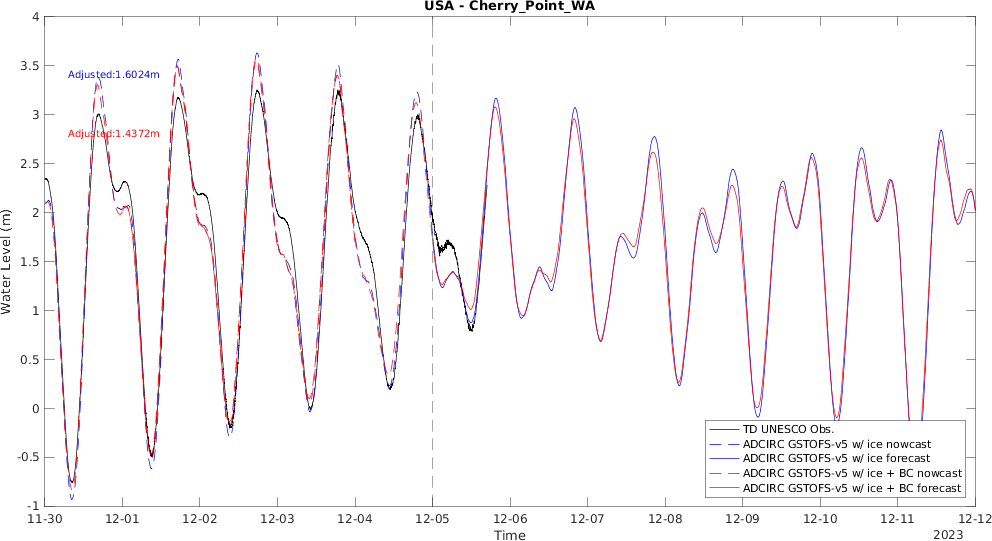 USA - Cherry_Point_WA
4
3.5
3
2.5
2
1.5
1
0.5
0
-0.5
-1
Water Level (m)
Adjusted:1.6024m
Adjusted:1.4372m
TD UNESCO Obs.
ADCIRC GSTOFS-v5 w/ ice nowcast
ADCIRC GSTOFS-v5 w/ ice forecast
ADCIRC GSTOFS-v5 w/ ice + BC nowcast
ADCIRC GSTOFS-v5 w/ ice + BC forecast
11-30 12-01 12-02 12-03 12-04 12-05 12-06 12-07 12-08 12-09 12-10 12-11 12-12
Time
2023